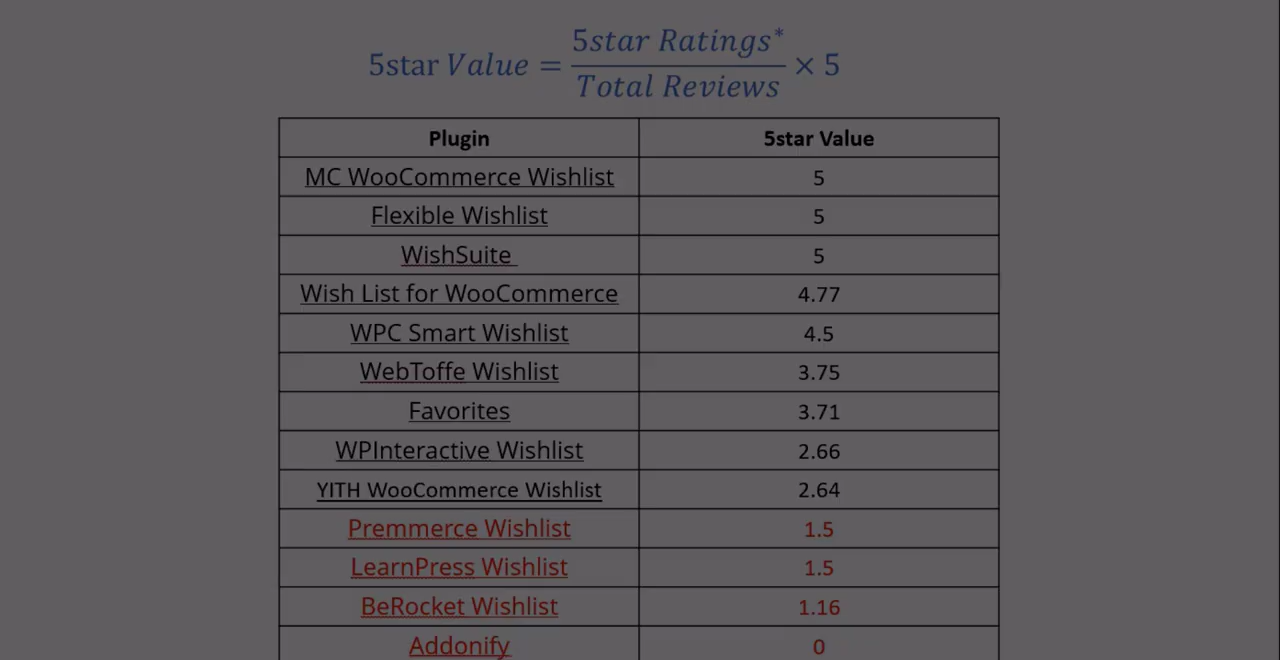 5star Value = 5star Ratings* / Total Reviews × 5
Plugin 5star Value
MC WooCommerce Wishlist 5
Flexible Wishlist 5
WishSuite 5
Wish List for WooCommerce 4.77
WPC Smart Wishlist 4.5
WebToffe Wishlist 3.75
Favorites 3.71
WPInteractive Wishlist 2.66
YITH WooCommerce Wishlist 2.64
Premmerce Wishlist 1.5
LearnPress Wishlist 1.5
BeRocket Wishlist 1.16
Addonify 0